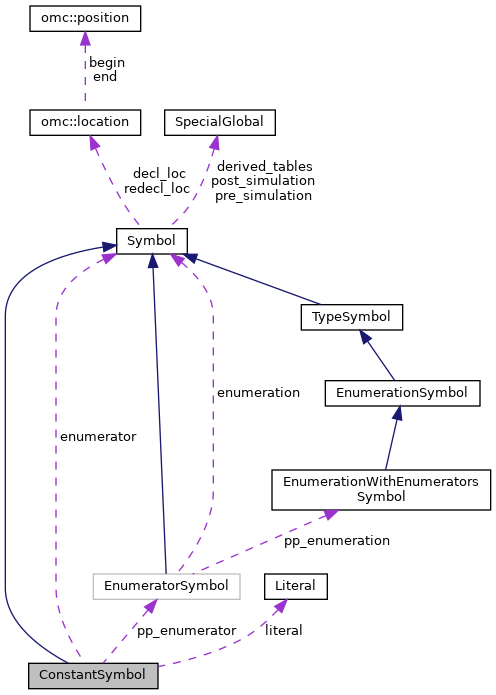 omc::position
begin
end
omc::location
SpecialGlobal
decl_loc
redecl_loc
derived_tables
post_simulation
pre_simulation
Symbol
TypeSymbol
EnumerationSymbol
enumeration
enumerator
EnumerationWithEnumerators
Symbol
pp_enumeration
EnumeratorSymbol
Literal
pp_enumerator
literal
ConstantSymbol